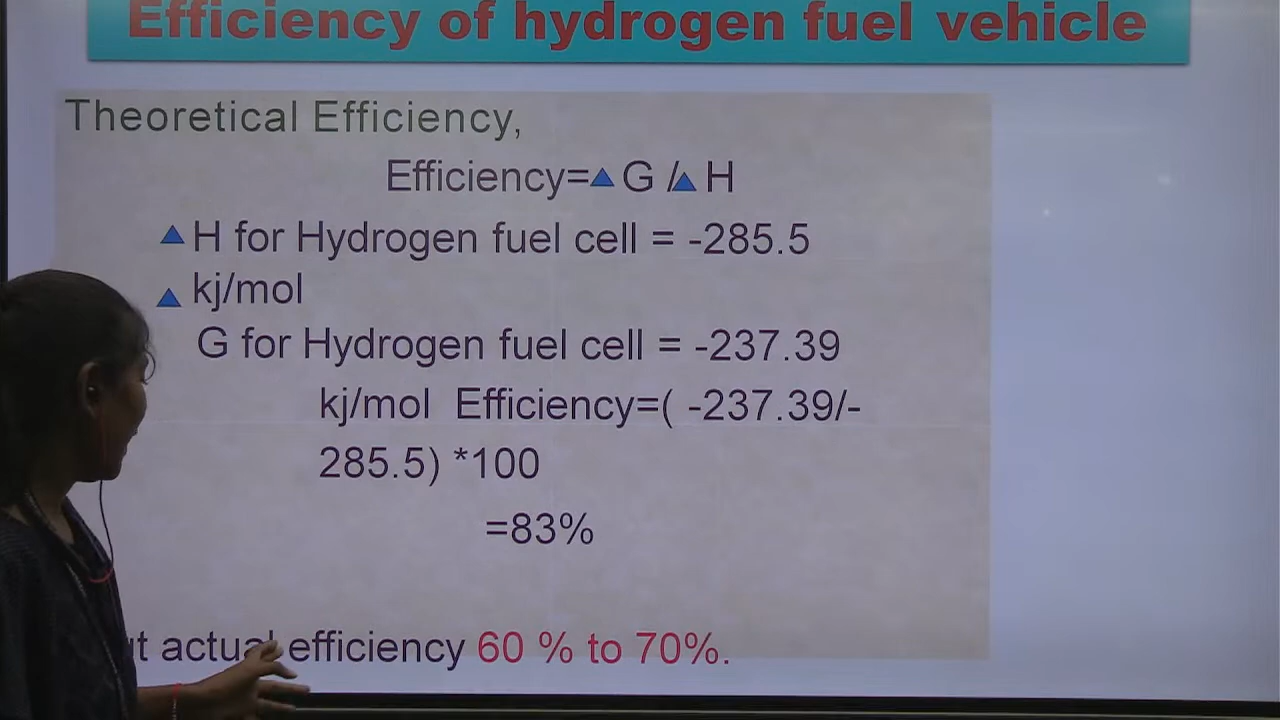 Efficiency of hydrogen fuel vehicle
Theoretical Efficiency,
Efficiency=▲ G /▲ H
▲ H for Hydrogen fuel cell = -285.5
▲ kj/mol
G for Hydrogen fuel cell = -237.39
kj/mol Efficiency=( -237.39/-
285.5) *100
=83%
actual efficiency 60 % to 70%.